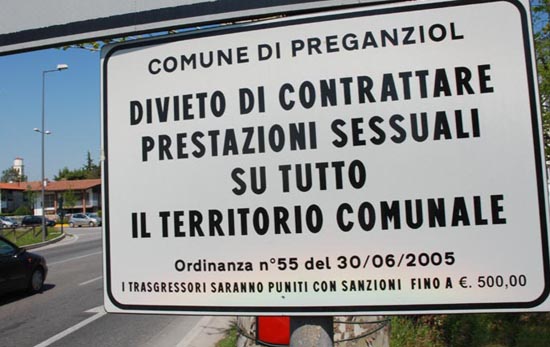 COMUNE DI PREGANZIOL
DIVIETO DI CONTRATTARE
PRESTAZIONI SESSUALI
SU TUTTO
IL TERRITORIO COMUNALE
Ordinanza n°55 del 30/06/2005
I TRASGRESSORI SARANNO PUNITI CON SANZIONI FINO A €. 500,00